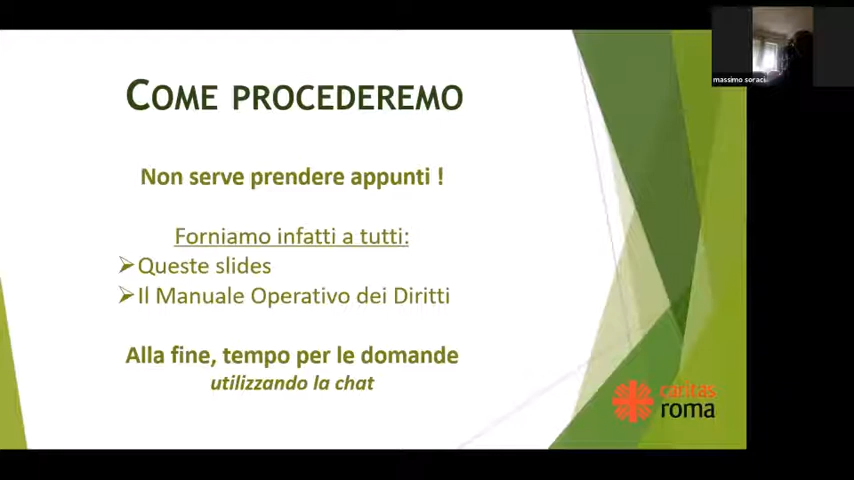 COME PROCEDEREMO
Non serve prendere appunti !
Forniamo infatti a tutti:
➢Queste slides
➢Il Manuale Operativo dei Diritti
Alla fine, tempo per le domande
utilizzando la chat
caritas
roma
massimo soraci